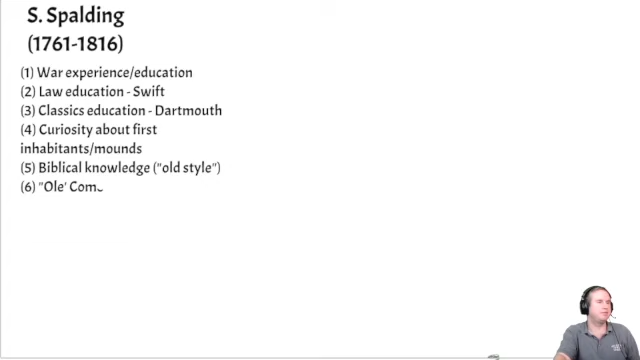 S. Spalding
(1761-1816)
(1) War experience/education
(2) Law education - Swift
(3) Classics education - Dartmouth
(4) Curiosity about first
inhabitants/mounds
(5) Biblical knowledge ("old style")
(6) "Ole'